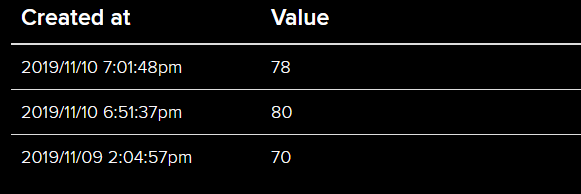 Created at Value
2019/11/10 7:01:48pm 78
2019/11/10 6:51:37pm 80
2019/11/09 2:04:57pm 70